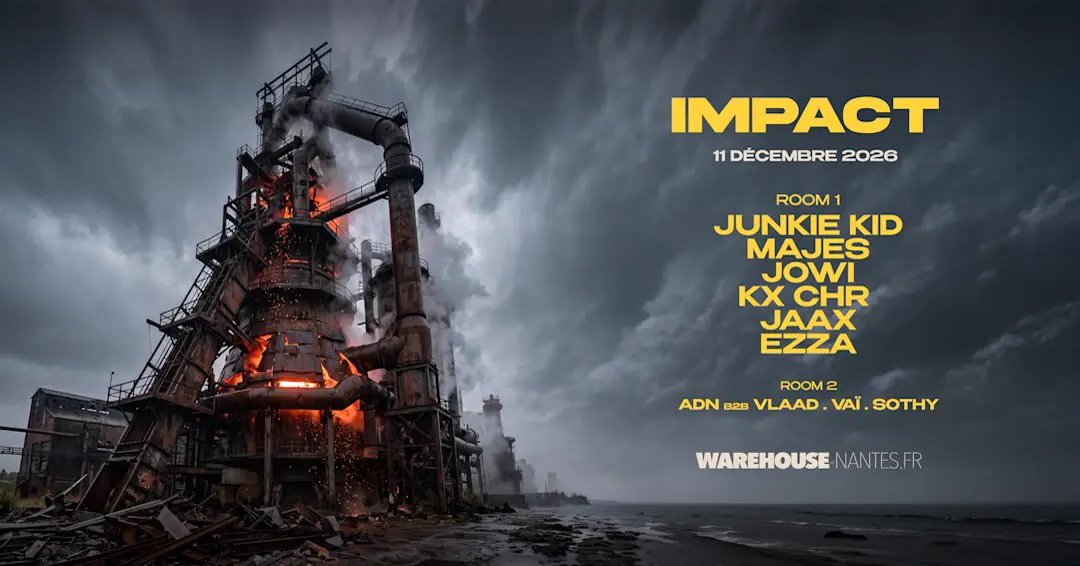 IMPACT
11 DÉCEMBRE 2026
ROOM 1
JUNKIE KID
MAJES
JOWI
KX CHR
JAAX
EZZA
ROOM 2
ADN B2B VLAAD . VAÏ . SOTHY
WAREHOUSE-NANTES.FR